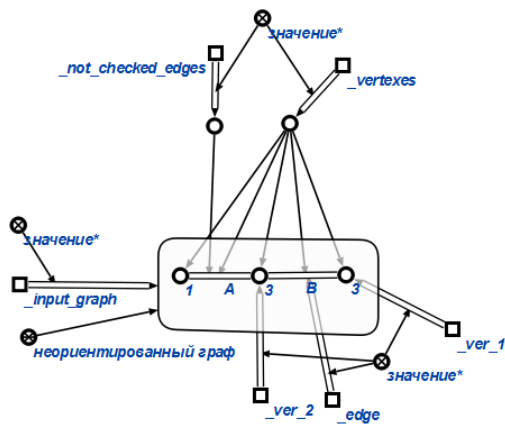 значение*
_not_checked_edges
_vertexes
значение*
_input_graph
1
A
3
B
3
неориентированный граф
_ver_1
значение*
_ver_2
_edge